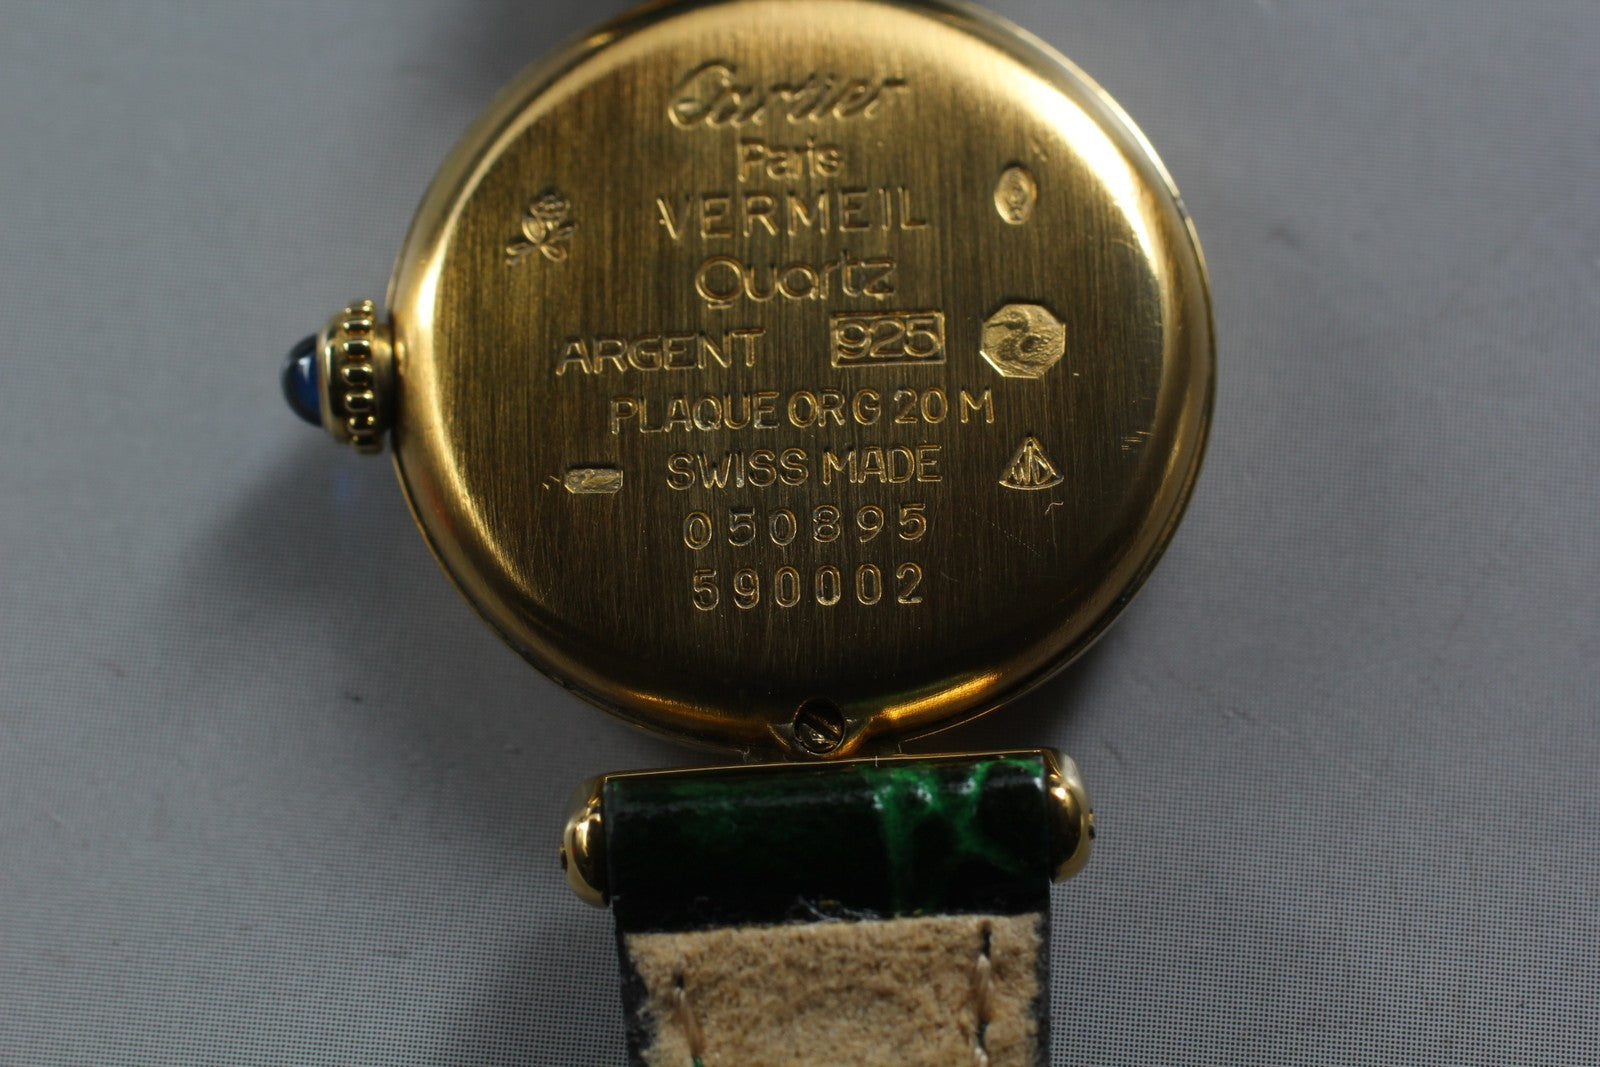 Cartier
Paris
VERMEIL
Quartz
ARGENT 925
PLAQUE OR G 20 M
SWISS MADE
050895
590002